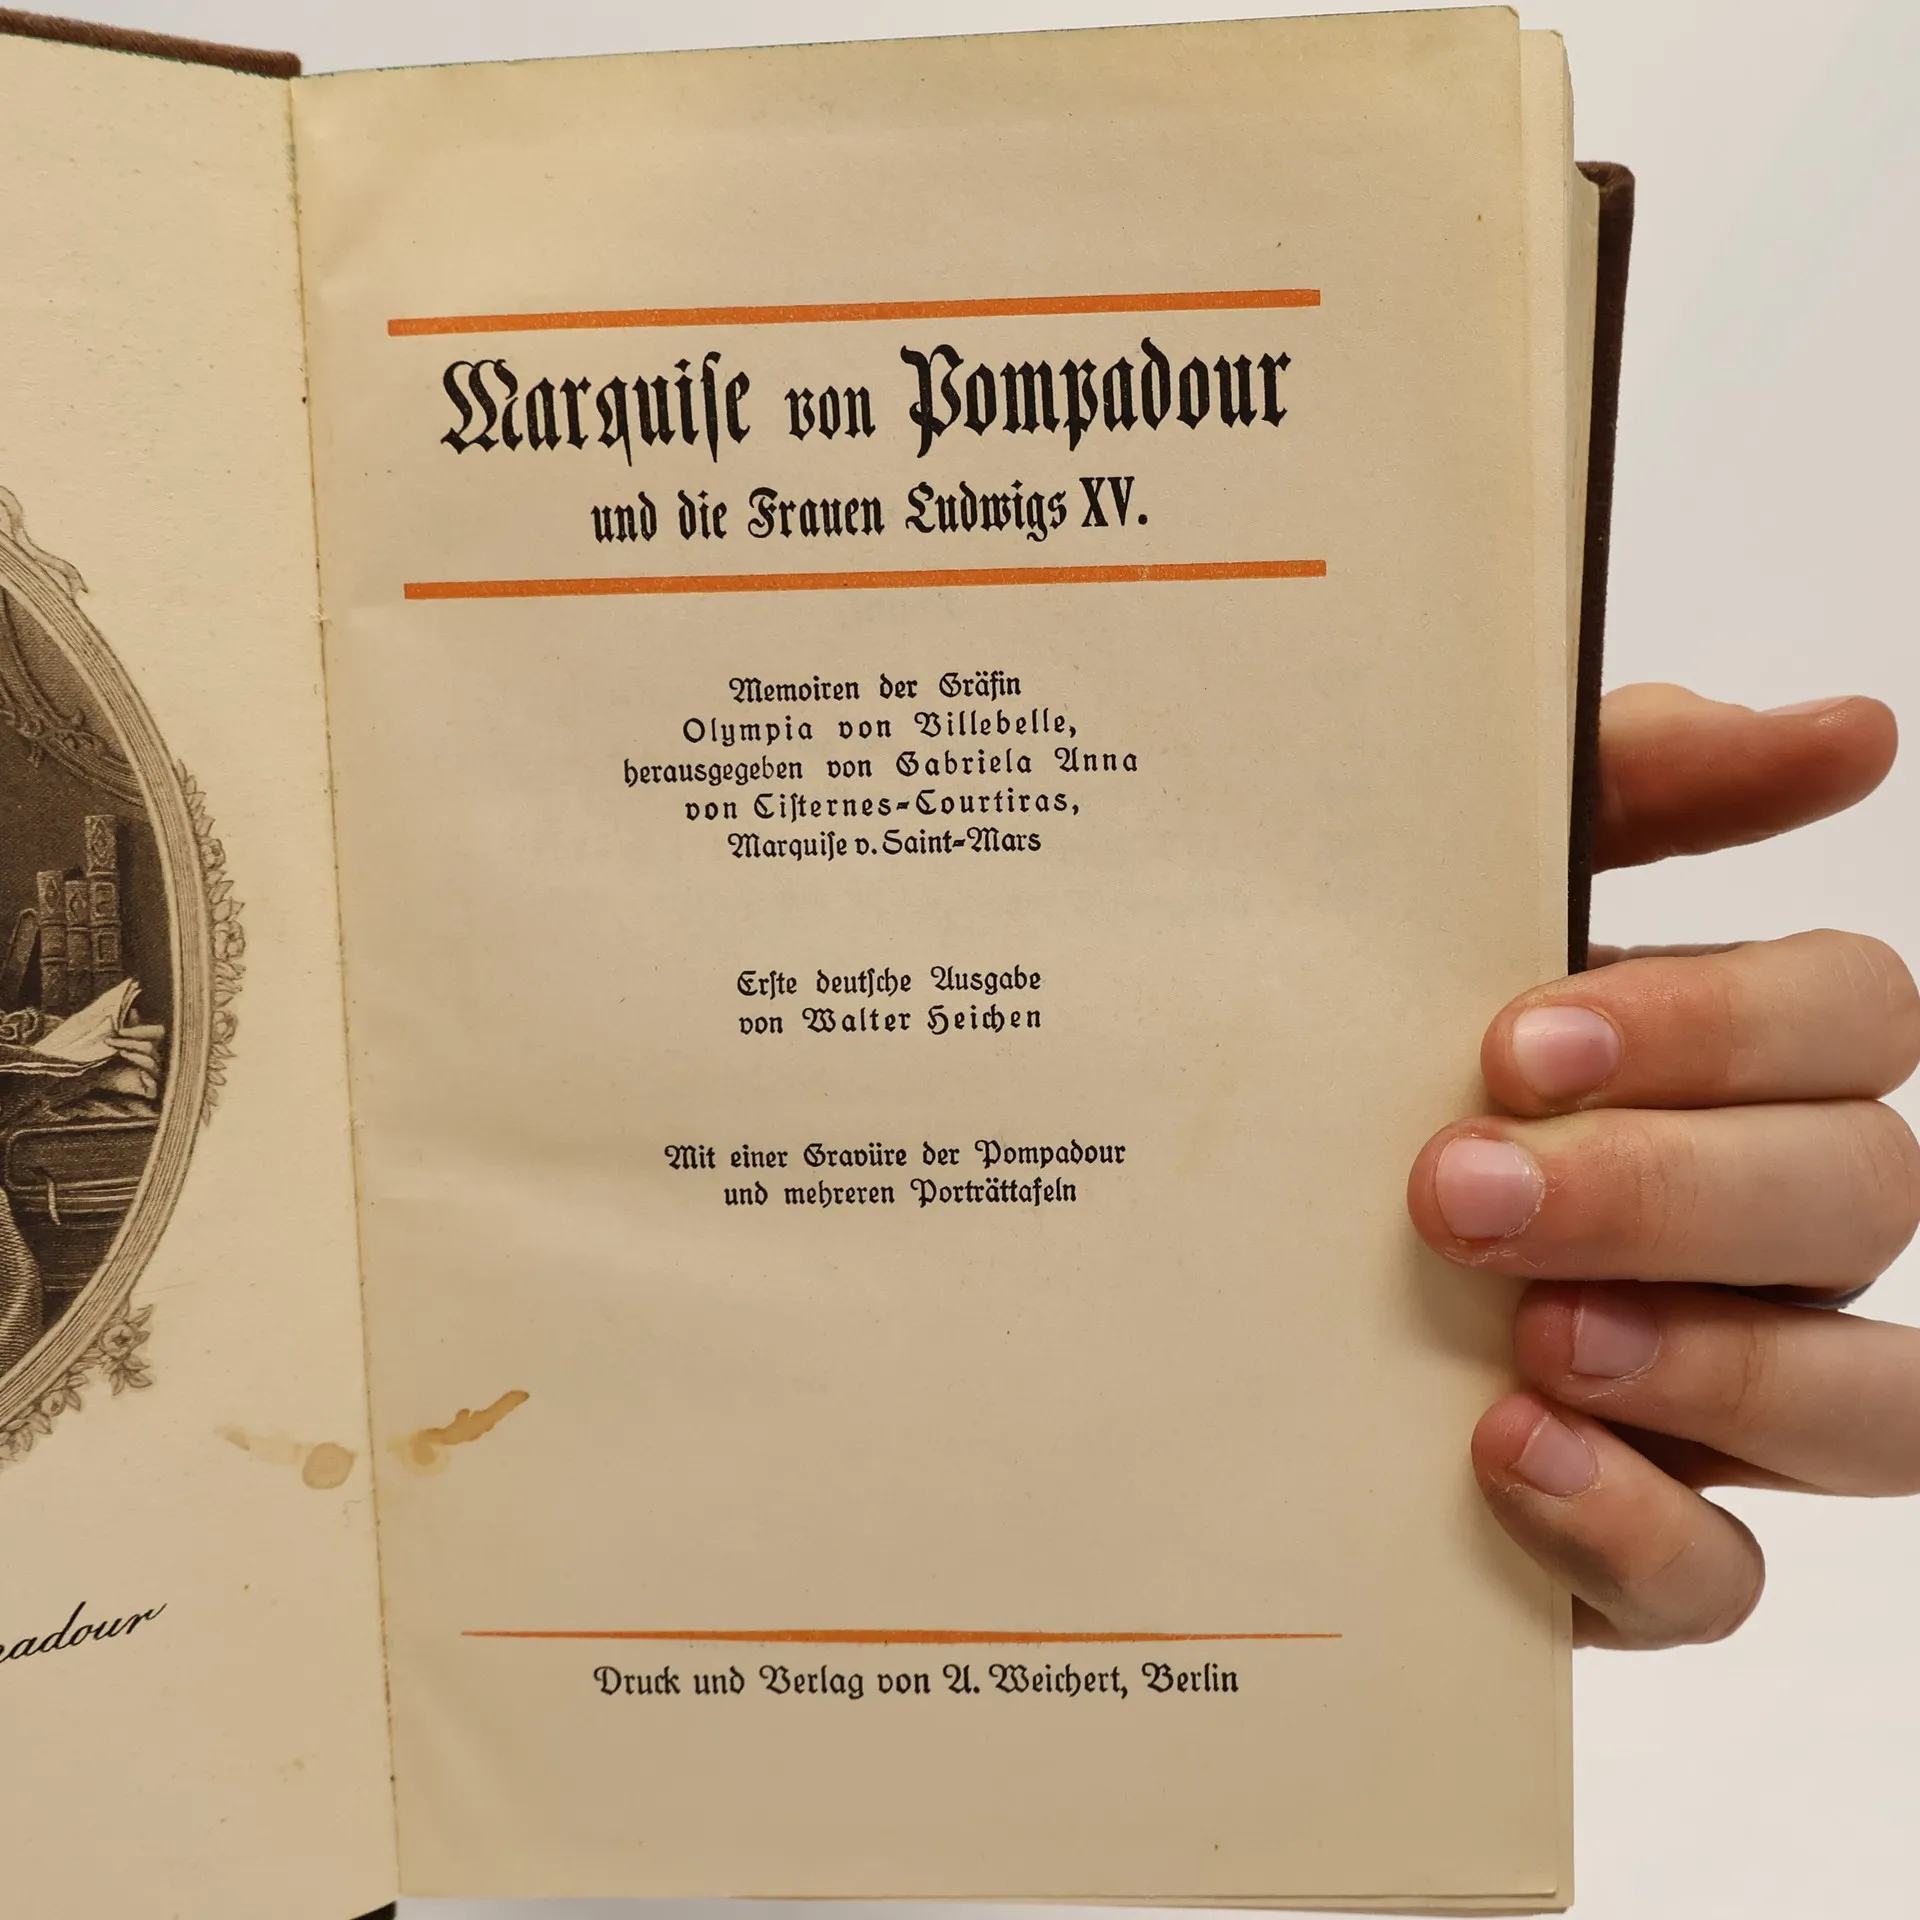 Marquiſe von Pompadour
und die Frauen Ludwigs XV.
Memoiren der Gräfin
Olympia von Villebelle,
herausgegeben von Gabriela Anna
von Ciſternes-Courtiras,
Marquiſe v. Saint-Mars
Erſte deutſche Ausgabe
von Walter Heichen
Mit einer Gravüre der Pompadour
und mehreren Porträttafeln
Druck und Verlag von A. Weichert, Berlin